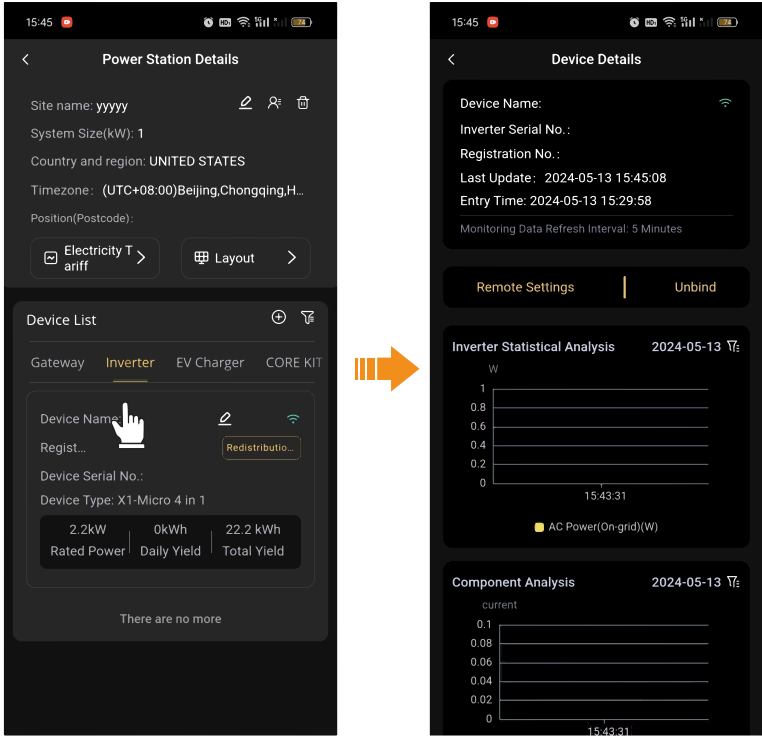 15:45
HD
5G
74
Power Station Details
Site name: yyyyy
System Size(kW): 1
Country and region: UNITED STATES
Timezone: (UTC+08:00)Beijing,Chongqing,H...
Position(Postcode):
Electricity T
ariff
Layout
Device List
Gateway Inverter EV Charger CORE KIT
Device Name:
Regist...
Redistributio...
Device Serial No.:
Device Type: X1-Micro 4 in 1
2.2kW 0kWh 22.2 kWh
Rated Power Daily Yield Total Yield
There are no more
15:45
HD
5G
74
Device Details
Device Name:
Inverter Serial No.:
Registration No.:
Last Update: 2024-05-13 15:45:08
Entry Time: 2024-05-13 15:29:58
Monitoring Data Refresh Interval: 5 Minutes
Remote Settings Unbind
Inverter Statistical Analysis 2024-05-13
W
1
0.8
0.6
0.4
0.2
0
15:43:31
AC Power(On-grid)(W)
Component Analysis 2024-05-13
current
0.1
0.08
0.06
0.04
0.02
0
15:43:31